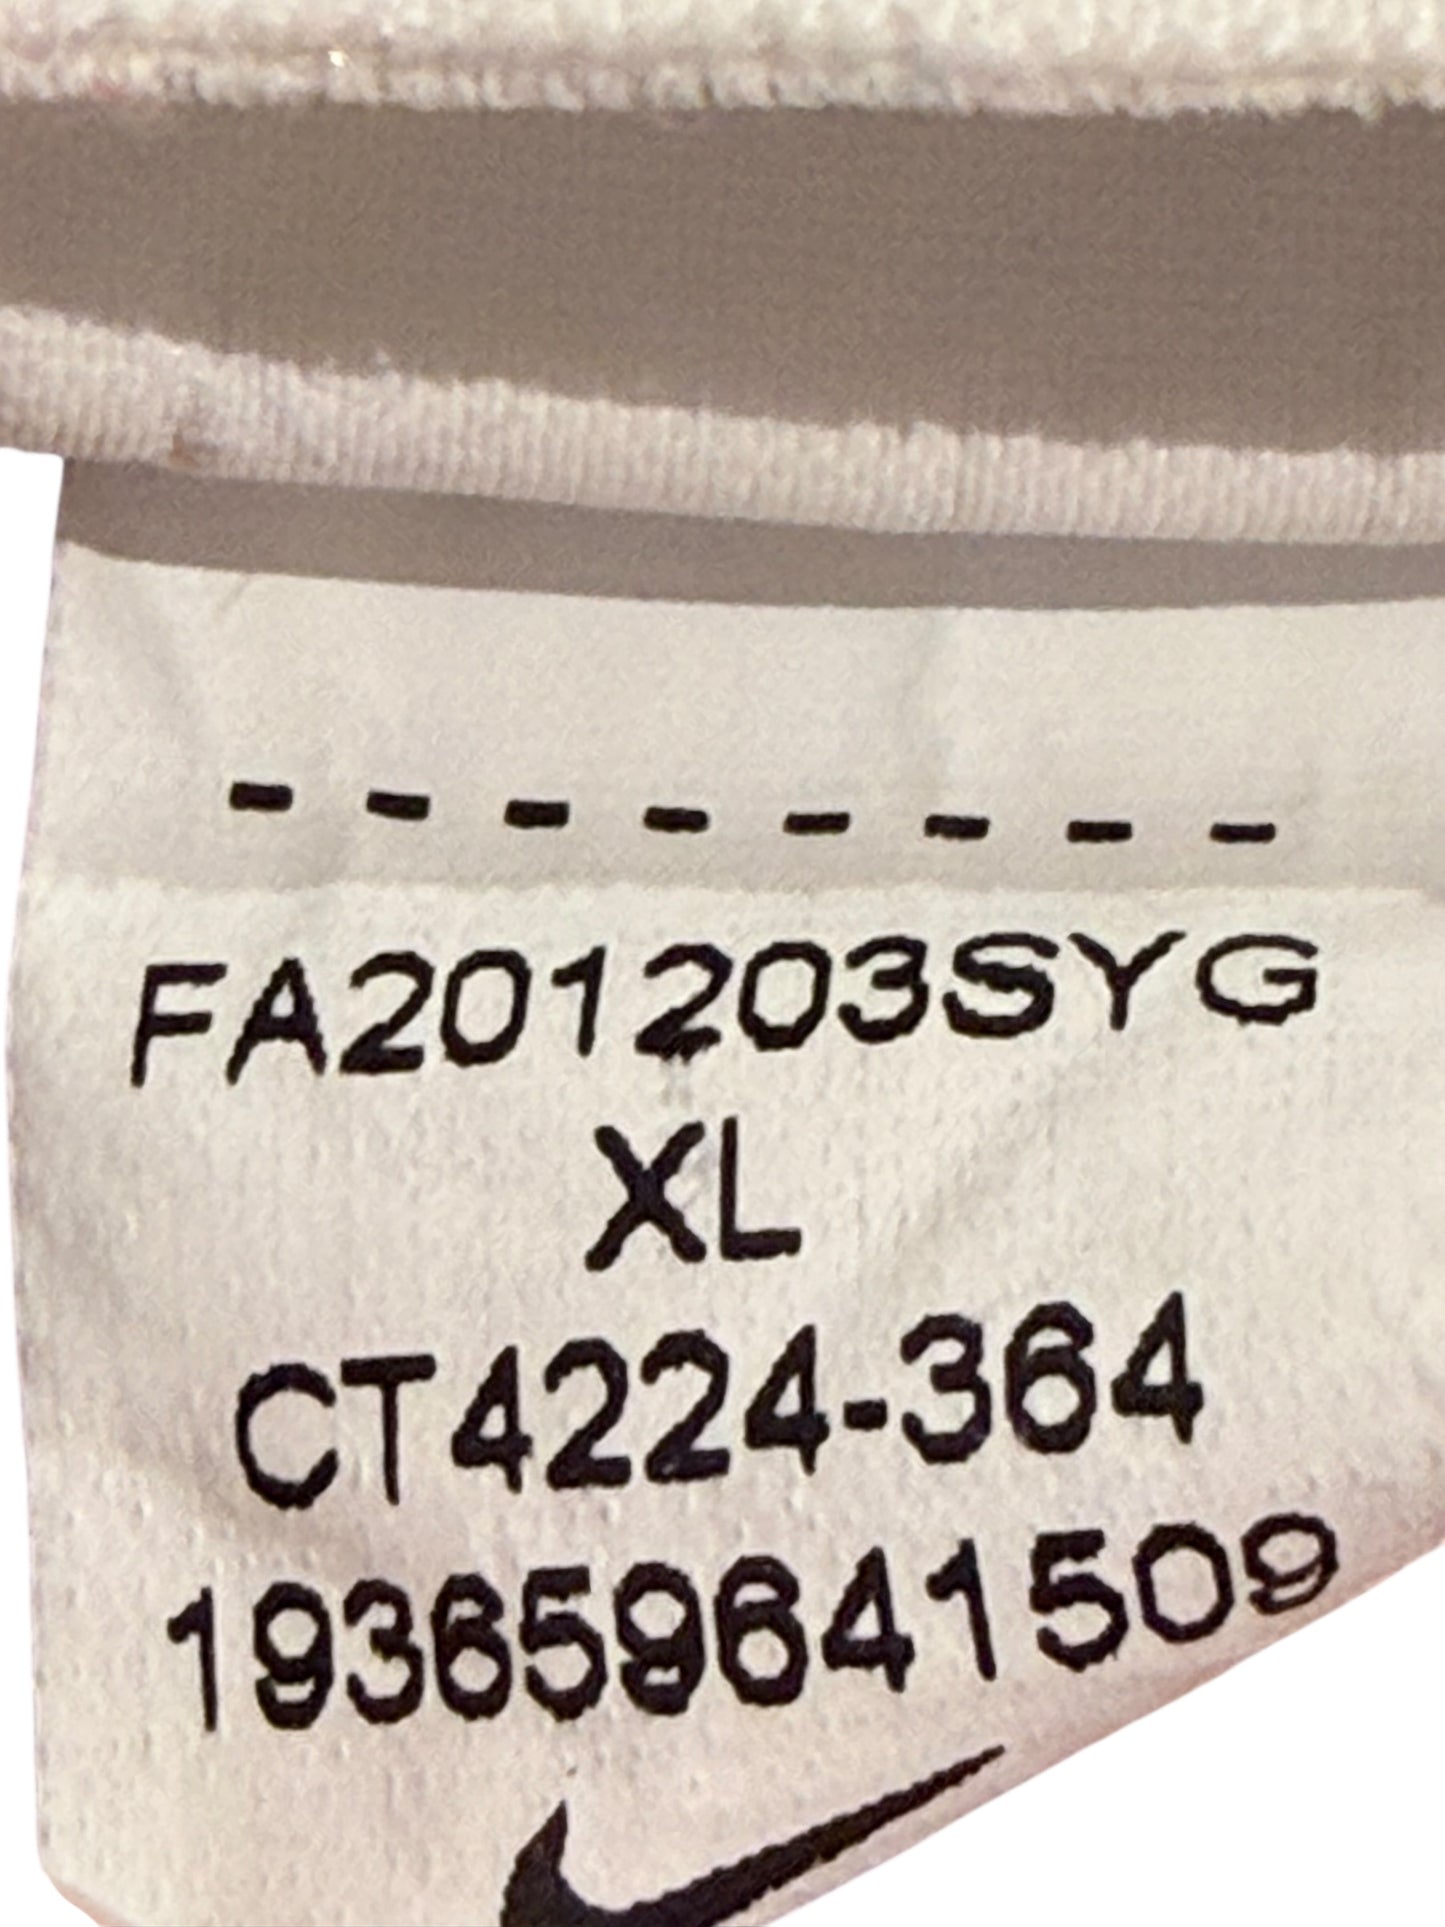 - - - - - - - -
FA201203SYG
XL
CT4224-364
193659641509